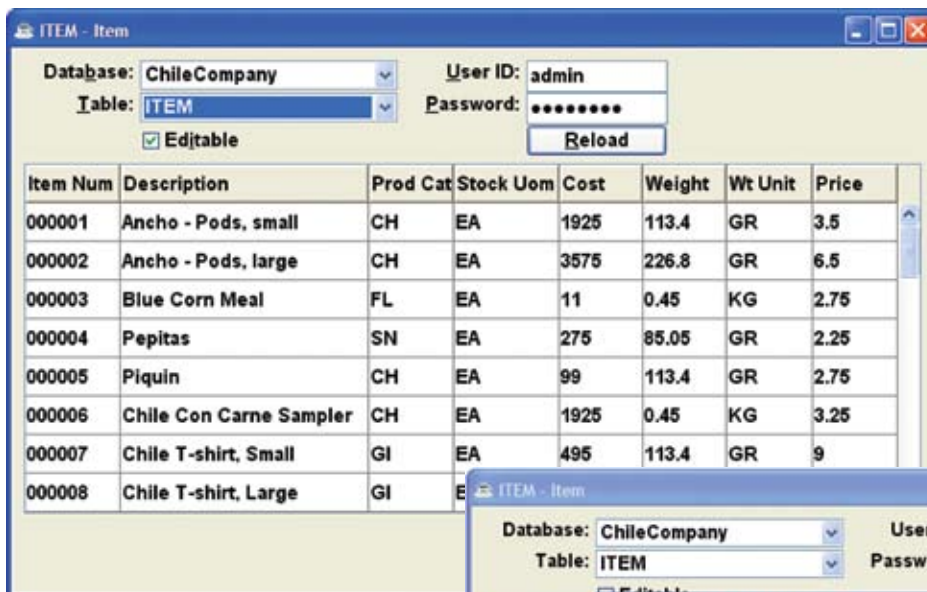 ITEM - Item
Database: ChileCompany User ID: admin
Table: ITEM Password: ••••••••
Editable Reload
Item Num Description Prod Cat Stock Uom Cost Weight Wt Unit Price
000001 Ancho - Pods, small CH EA 1925 113.4 GR 3.5
000002 Ancho - Pods, large CH EA 3575 226.8 GR 6.5
000003 Blue Corn Meal FL EA 11 0.45 KG 2.75
000004 Pepitas SN EA 275 85.05 GR 2.25
000005 Piquin CH EA 99 113.4 GR 2.75
000006 Chile Con Carne Sampler CH EA 1925 0.45 KG 3.25
000007 Chile T-shirt, Small GI EA 495 113.4 GR 9
000008 Chile T-shirt, Large GI E
ITEM - Item
Database: ChileCompany User
Table: ITEM Passw